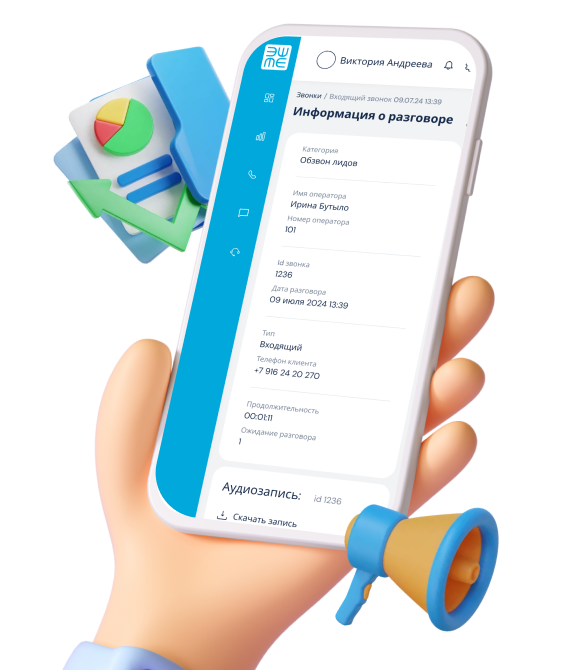 ЭШ
МЕ
Виктория Андреева
Звонки / Входящий звонок 09.07.24 13:39
Информация о разговоре
Категория
Обзвон лидов
Имя оператора
Ирина Бутыло
Номер оператора
101
Id звонка
1236
Дата разговора
09 июля 2024 13:39
Тип
Входящий
Телефон клиента
+7 916 24 20 270
Продолжительность
00:01:11
Ожидание разговора
1
Аудиозапись: id 1236
Скачать запись